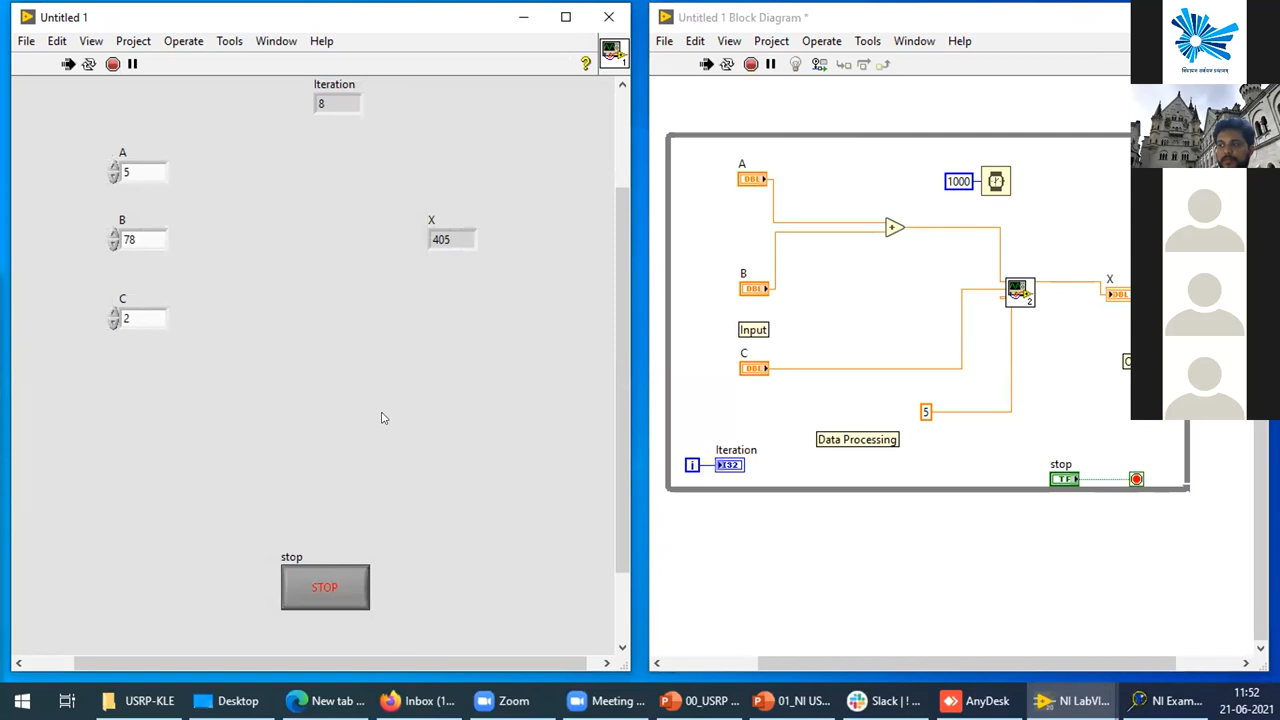 Untitled 1
File Edit View Project Operate Tools Window Help
Iteration
8
A
5
B
78
X
405
C
2
stop
STOP
Untitled 1 Block Diagram *
File Edit View Project Operate Tools Window Help
A
DBL
1000
+
B
DBL
2
X
DBL
Input
C
DBL
5
Data Processing
Iteration
i
I32
stop
TF
USRP-KLE
Desktop
New tab ...
Inbox (1...
Zoom
Meeting ...
00_USRP ...
01_NI US...
Slack | ! ...
AnyDesk
NI LabVI...
NI Exam...
11:52
21-06-2021